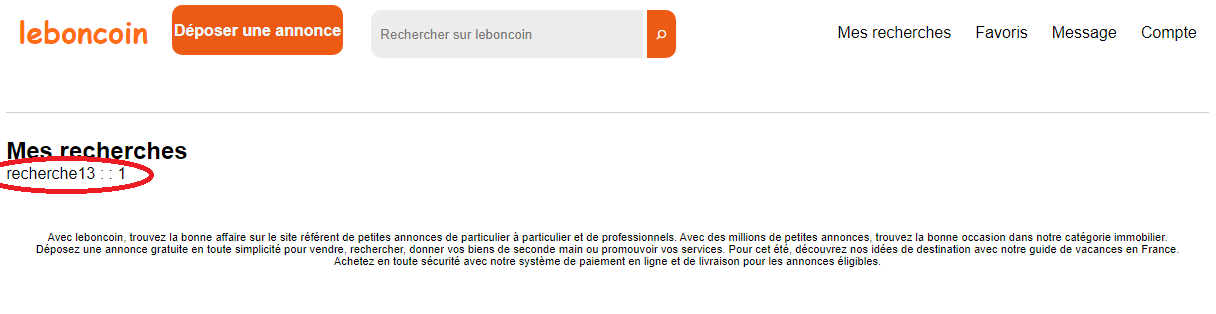 leboncoin
Déposer une annonce
Rechercher sur leboncoin
Mes recherches
Favoris
Message
Compte
Mes recherches
recherche13 : : 1
Avec leboncoin, trouvez la bonne affaire sur le site référent de petites annonces de particulier à particulier et de professionnels. Avec des millions de petites annonces, trouvez la bonne occasion dans notre catégorie immobilier.
Déposez une annonce gratuite en toute simplicité pour vendre, rechercher, donner vos biens de seconde main ou promouvoir vos services. Pour cet été, découvrez nos idées de destination avec notre guide de vacances en France.
Achetez en toute sécurité avec notre système de paiement en ligne et de livraison pour les annonces éligibles.